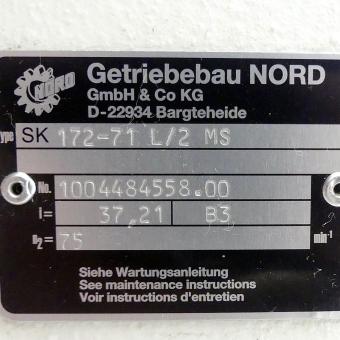 NORD
Getriebebau NORD
GmbH & Co KG
D-22934 Bargteheide
Type SK 172-71 L/2 MS
No. 1004484558.00
i= 37,21 B3
n₂= 75 min⁻¹
Siehe Wartungsanleitung
See maintenance instructions
Voir instructions d'entretien